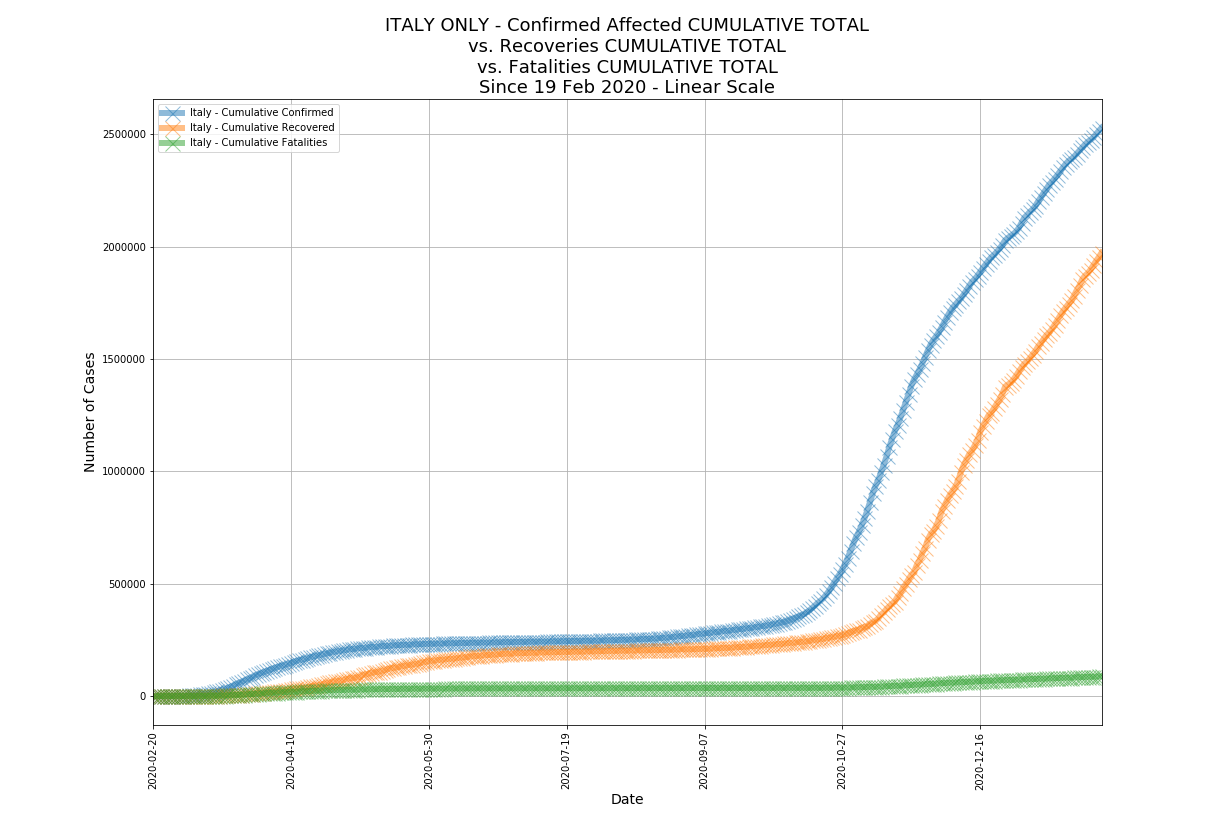 ITALY ONLY - Confirmed Affected CUMULATIVE TOTAL
vs. Recoveries CUMULATIVE TOTAL
vs. Fatalities CUMULATIVE TOTAL
Since 19 Feb 2020 - Linear Scale
Italy - Cumulative Confirmed
Italy - Cumulative Recovered
Italy - Cumulative Fatalities
Number of Cases
2500000
2000000
1500000
1000000
500000
0
2020-02-20
2020-04-10
2020-05-30
2020-07-19
2020-09-07
2020-10-27
2020-12-16
Date